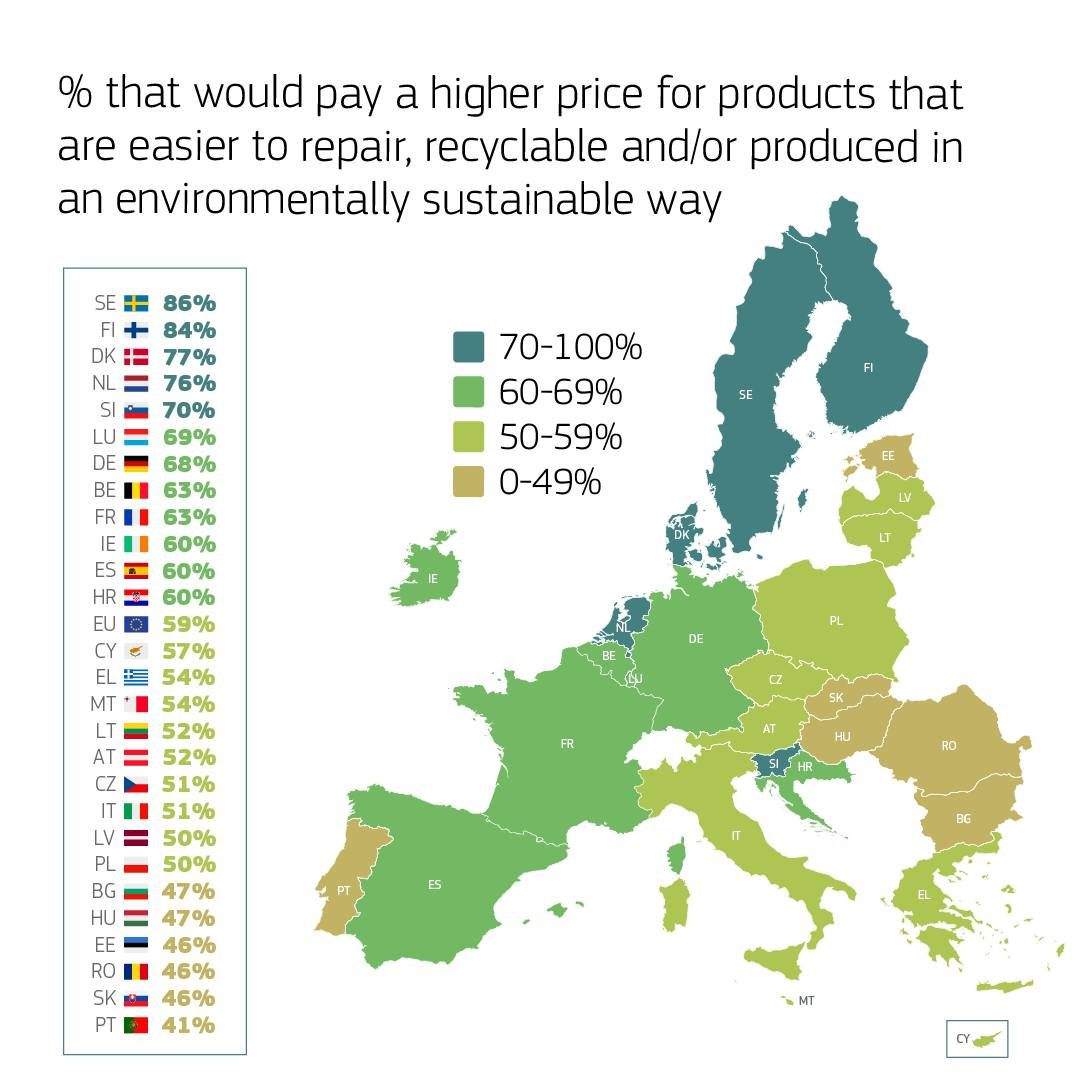 % that would pay a higher price for products that
are easier to repair, recyclable and/or produced in
an environmentally sustainable way
SE 86%
FI 84%
DK 77%
NL 76%
SI 70%
LU 69%
DE 68%
BE 63%
FR 63%
IE 60%
ES 60%
HR 60%
EU 59%
CY 57%
EL 54%
MT 54%
LT 52%
AT 52%
CZ 51%
IT 51%
LV 50%
PL 50%
BG 47%
HU 47%
EE 46%
RO 46%
SK 46%
PT 41%
70-100%
60-69%
50-59%
0-49%
FI
SE
EE
LV
DK
LT
IE
PL
NL
DE
BE
LU
CZ
SK
AT
HU
FR
RO
SI
HR
BG
IT
ES
PT
EL
MT
CY